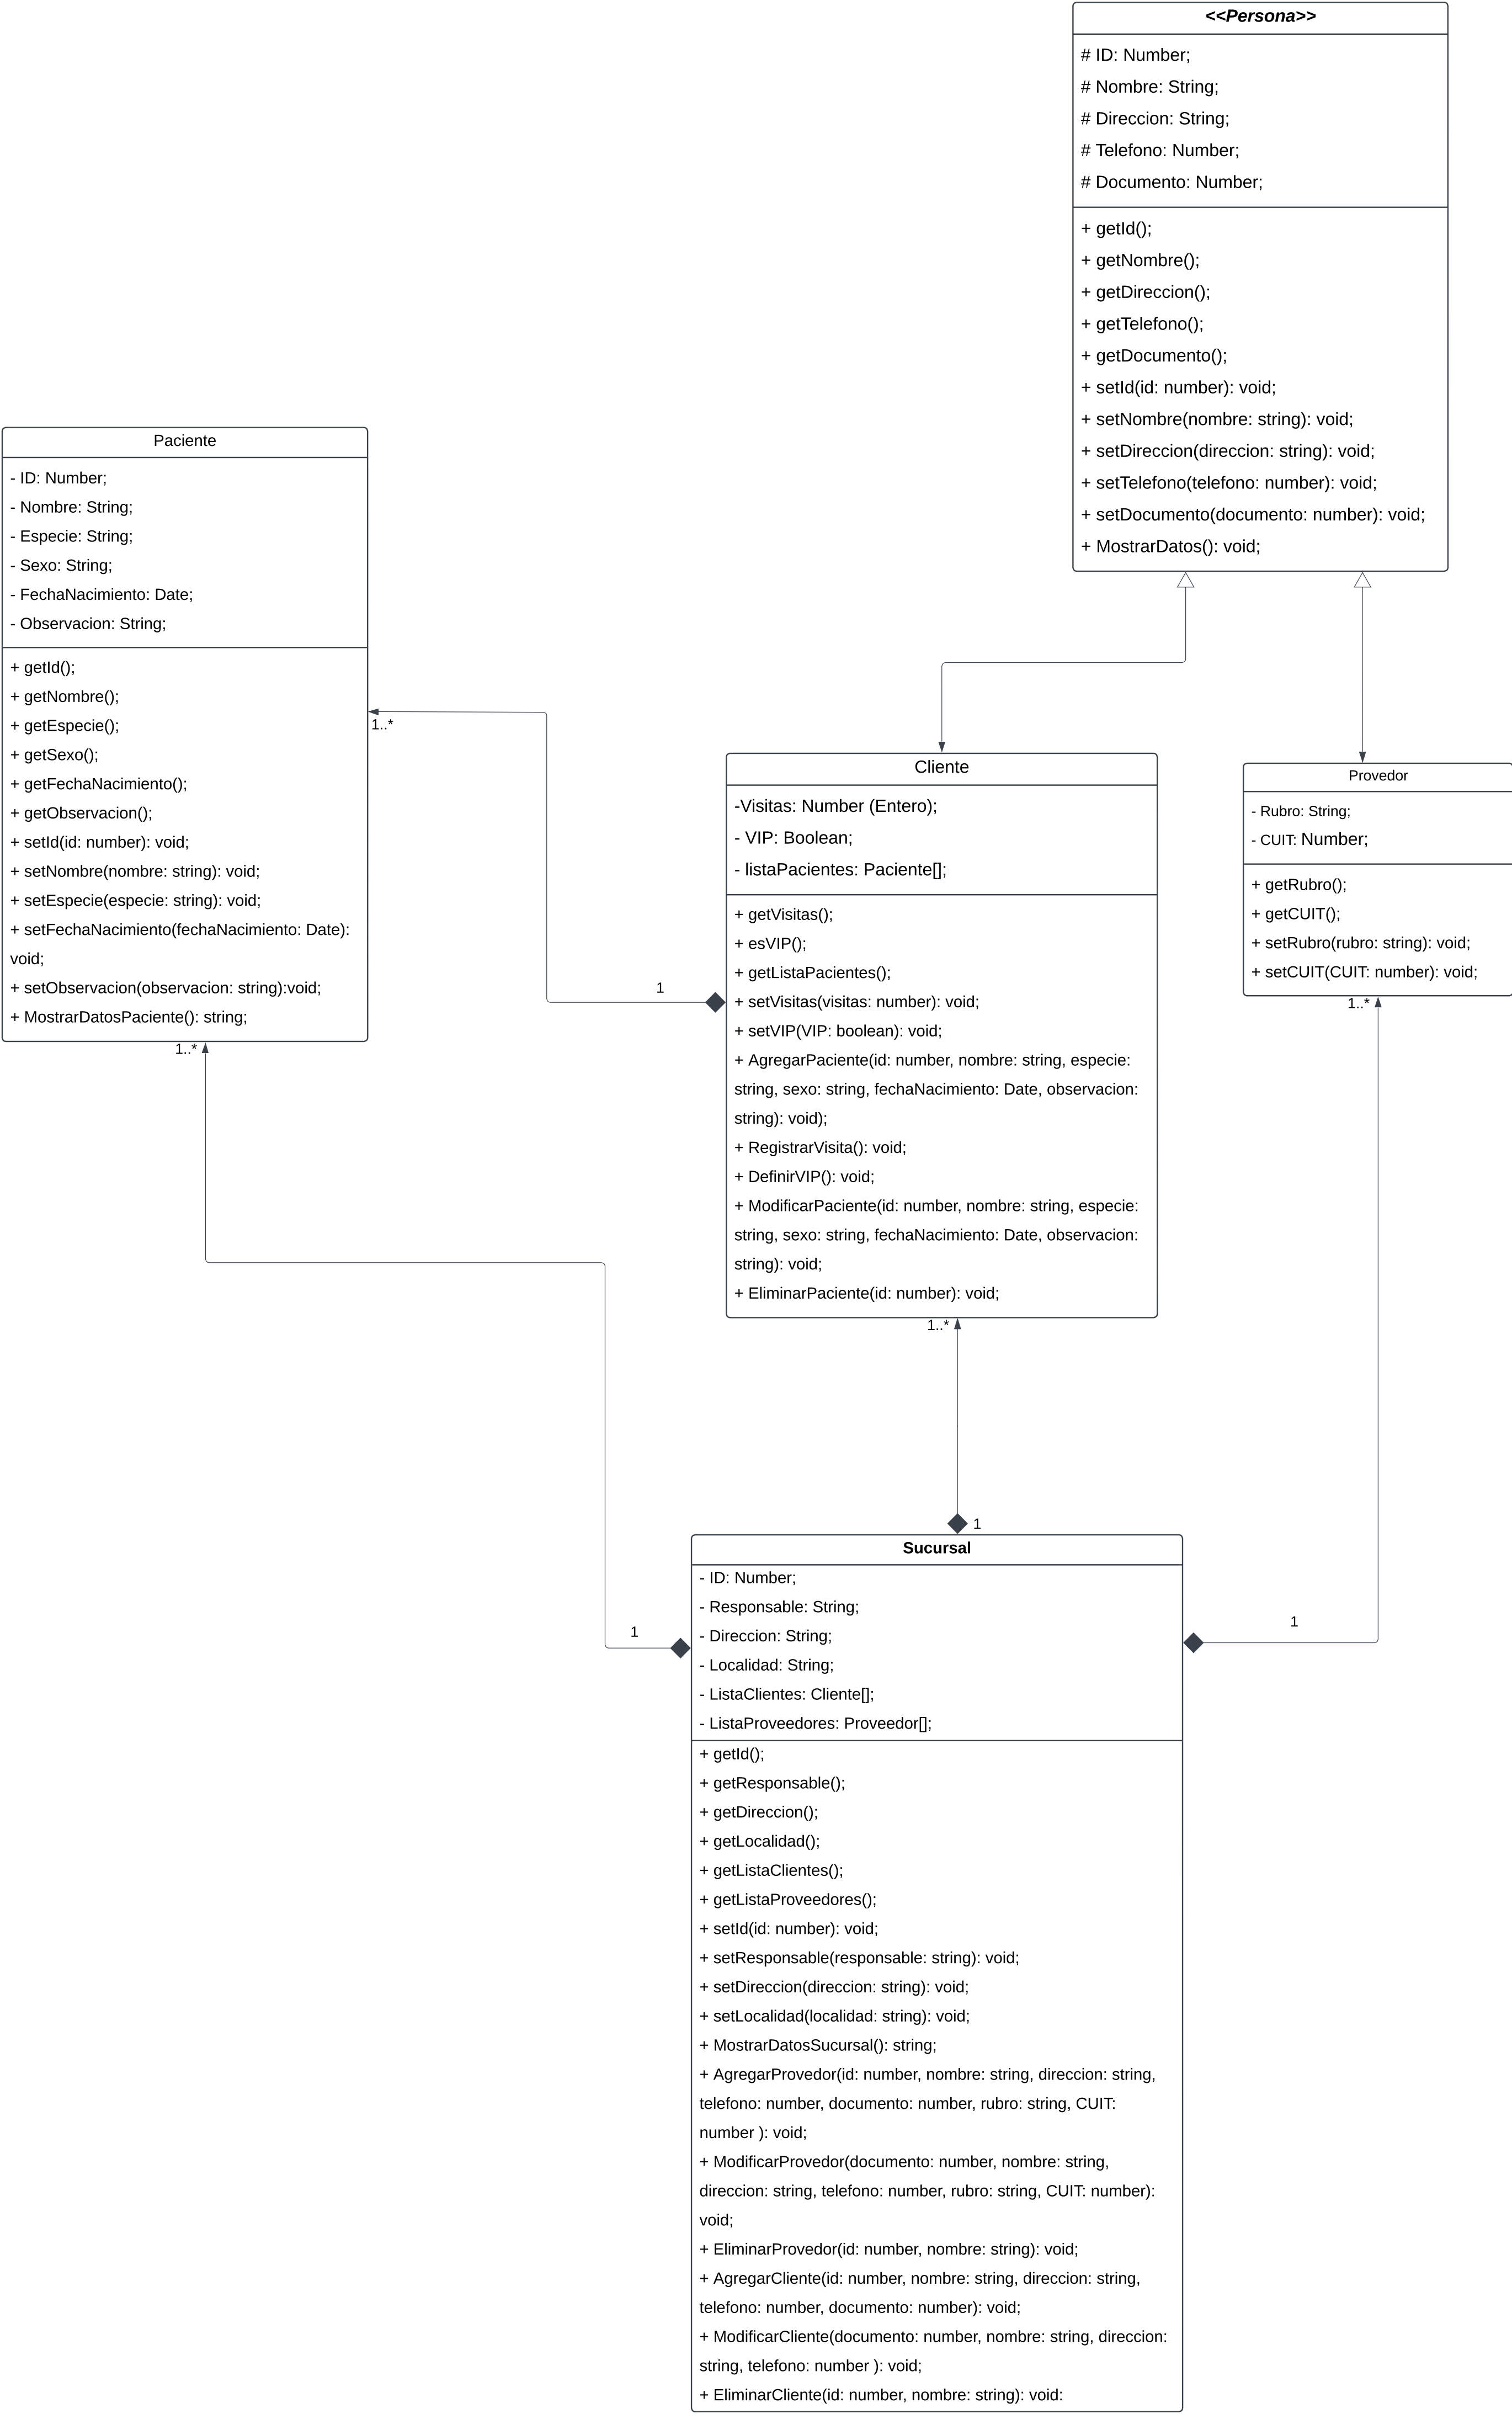 <<Persona>>
# ID: Number;
# Nombre: String;
# Direccion: String;
# Telefono: Number;
# Documento: Number;
+ getId();
+ getNombre();
+ getDireccion();
+ getTelefono();
+ getDocumento();
+ setId(id: number): void;
+ setNombre(nombre: string): void;
+ setDireccion(direccion: string): void;
+ setTelefono(telefono: number): void;
+ setDocumento(documento: number): void;
+ MostrarDatos(): void;
Paciente
- ID: Number;
- Nombre: String;
- Especie: String;
- Sexo: String;
- FechaNacimiento: Date;
- Observacion: String;
+ getId();
+ getNombre();
+ getEspecie();
+ getSexo();
+ getFechaNacimiento();
+ getObservacion();
+ setId(id: number): void;
+ setNombre(nombre: string): void;
+ setEspecie(especie: string): void;
+ setFechaNacimiento(fechaNacimiento: Date):
void;
+ setObservacion(observacion: string):void;
+ MostrarDatosPaciente(): string;
1..*
1
1..*
Cliente
-Visitas: Number (Entero);
- VIP: Boolean;
- listaPacientes: Paciente[];
+ getVisitas();
+ esVIP();
+ getListaPacientes();
+ setVisitas(visitas: number): void;
+ setVIP(VIP: boolean): void;
+ AgregarPaciente(id: number, nombre: string, especie:
string, sexo: string, fechaNacimiento: Date, observacion:
string): void);
+ RegistrarVisita(): void;
+ DefinirVIP(): void;
+ ModificarPaciente(id: number, nombre: string, especie:
string, sexo: string, fechaNacimiento: Date, observacion:
string): void;
+ EliminarPaciente(id: number): void;
1..*
Provedor
- Rubro: String;
- CUIT: Number;
+ getRubro();
+ getCUIT();
+ setRubro(rubro: string): void;
+ setCUIT(CUIT: number): void;
1..*
1
1
1
Sucursal
- ID: Number;
- Responsable: String;
- Direccion: String;
- Localidad: String;
- ListaClientes: Cliente[];
- ListaProveedores: Proveedor[];
+ getId();
+ getResponsable();
+ getDireccion();
+ getLocalidad();
+ getListaClientes();
+ getListaProveedores();
+ setId(id: number): void;
+ setResponsable(responsable: string): void;
+ setDireccion(direccion: string): void;
+ setLocalidad(localidad: string): void;
+ MostrarDatosSucursal(): string;
+ AgregarProvedor(id: number, nombre: string, direccion: string,
telefono: number, documento: number, rubro: string, CUIT:
number ): void;
+ ModificarProvedor(documento: number, nombre: string,
direccion: string, telefono: number, rubro: string, CUIT: number):
void;
+ EliminarProvedor(id: number, nombre: string): void;
+ AgregarCliente(id: number, nombre: string, direccion: string,
telefono: number, documento: number): void;
+ ModificarCliente(documento: number, nombre: string, direccion:
string, telefono: number ): void;
+ EliminarCliente(id: number, nombre: string): void: